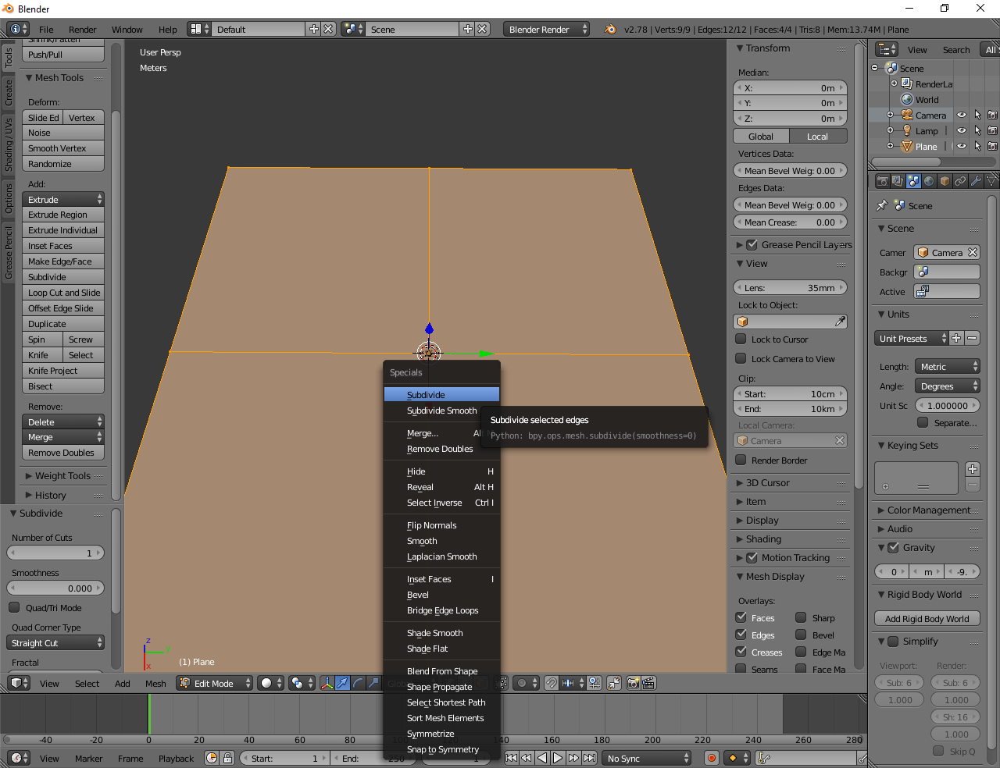 Blender
File Render Window Help Default Scene Blender Render v2.78 | Verts:9/9 | Edges:12/12 | Faces:4/4 | Tris:8 | Mem:13.74M | Plane
Tools
Create
Shading / UVs
Options
Grease Pencil
Shrink/Fatten
Push/Pull
Mesh Tools
Deform:
Slide Ed Vertex
Noise
Smooth Vertex
Randomize
Add:
Extrude
Extrude Region
Extrude Individual
Inset Faces
Make Edge/Face
Subdivide
Loop Cut and Slide
Offset Edge Slide
Duplicate
Spin Screw
Knife Select
Knife Project
Bisect
Remove:
Delete
Merge
Remove Doubles
Weight Tools
History
Subdivide
Number of Cuts
1
Smoothness
0.000
Quad/Tri Mode
Quad Corner Type
Straight Cut
Fractal
User Persp
Meters
z
y
x
(1) Plane
Specials
Subdivide
Subdivide Smooth
Merge... Alt
Remove Doubles
Hide H
Reveal Alt H
Select Inverse Ctrl I
Flip Normals
Smooth
Laplacian Smooth
Inset Faces I
Bevel
Bridge Edge Loops
Shade Smooth
Shade Flat
Blend From Shape
Shape Propagate
Select Shortest Path
Sort Mesh Elements
Symmetrize
Snap to Symmetry
Subdivide selected edges
Python: bpy.ops.mesh.subdivide(smoothness=0)
Transform
Median:
X: 0m
Y: 0m
Z: 0m
Global Local
Vertices Data:
Mean Bevel Weig: 0.00
Edges Data:
Mean Bevel Weig: 0.00
Mean Crease: 0.00
Grease Pencil Layers
View
Lens: 35mm
Lock to Object:
Lock to Cursor
Lock Camera to View
Clip:
Start: 10cm
End: 10km
Local Camera:
Camera
Render Border
3D Cursor
Item
Display
Shading
Motion Tracking
Mesh Display
Overlays:
Faces Sharp
Edges Bevel
Creases Edge Ma
Seams Face Ma
View Search All
Scene
RenderLa
World
Camera
Lamp
Plane
Scene
Scene
Camer Camera
Backgr
Active
Units
Unit Presets
Length: Metric
Angle: Degrees
Unit Sc 1.000000
Separate...
Keying Sets
Color Management
Audio
Gravity
0 m -9.
Rigid Body World
Add Rigid Body World
Simplify
Viewport: Render:
Sub: 6 Sub: 6
1.000 1.000
Sh: 16
1.000
Skip Q
View Select Add Mesh Edit Mode
-40 -20 0 20 40 60 80 140 160 180 200 220 240 260 280
View Marker Frame Playback Start: 1 End: 250 1 No Sync